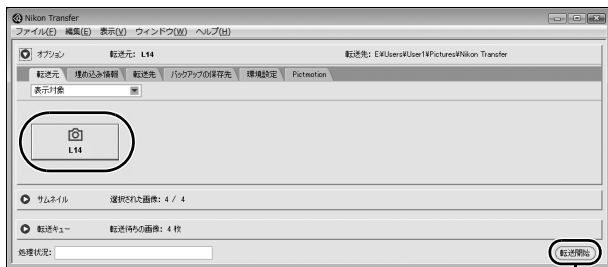 Nikon Transfer
ファイル(F) 編集(E) 表示(V) ウィンドウ(W) ヘルプ(H)
オプション 転送元: L14 転送先: E:¥Users¥User1¥Pictures¥Nikon Transfer
転送元 埋め込み情報 転送先 バックアップの保存先 環境設定 Pictmotion
表示対象
L14
サムネイル 選択された画像: 4 / 4
転送キュー 転送待ちの画像: 4 枚
処理状況: 転送開始